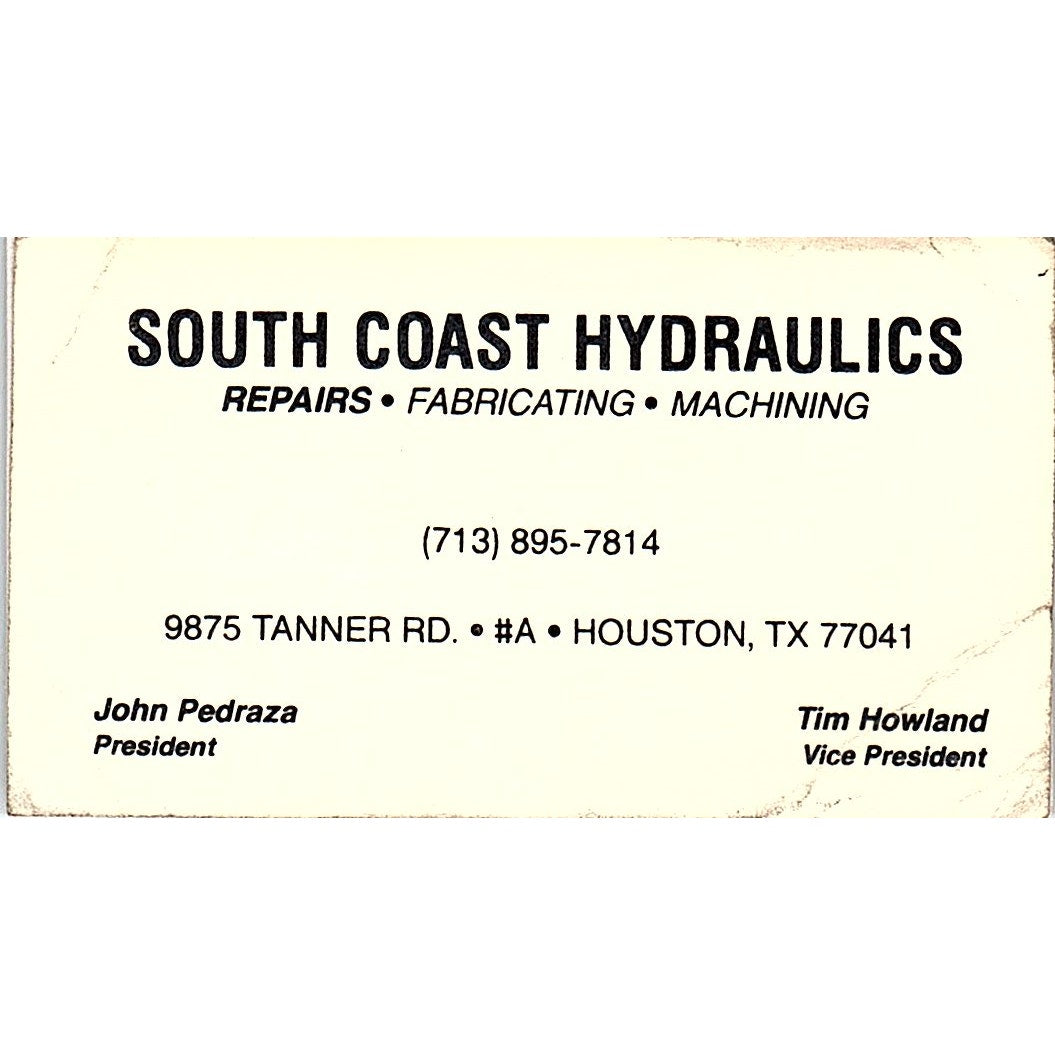 SOUTH COAST HYDRAULICS
REPAIRS • FABRICATING • MACHINING
(713) 895-7814
9875 TANNER RD. • #A • HOUSTON, TX 77041
John Pedraza
President
Tim Howland
Vice President